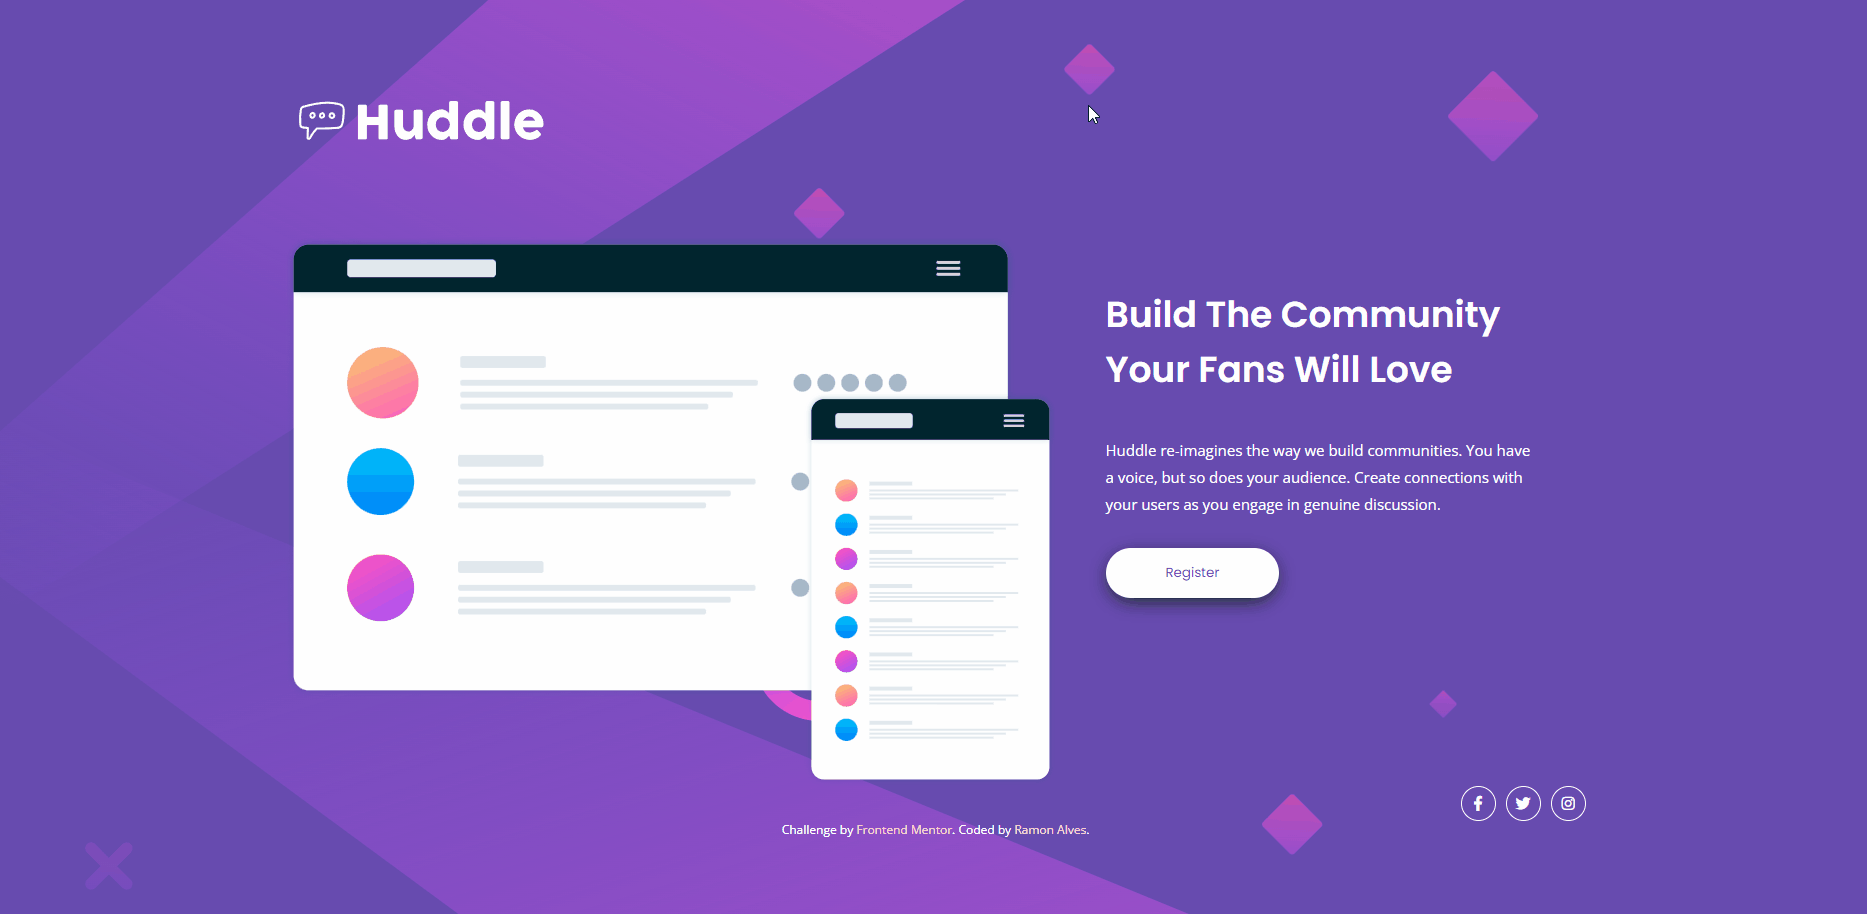 Huddle
Build The Community
Your Fans Will Love
Huddle re-imagines the way we build communities. You have
a voice, but so does your audience. Create connections with
your users as you engage in genuine discussion.
Register
Challenge by Frontend Mentor. Coded by Ramon Alves.